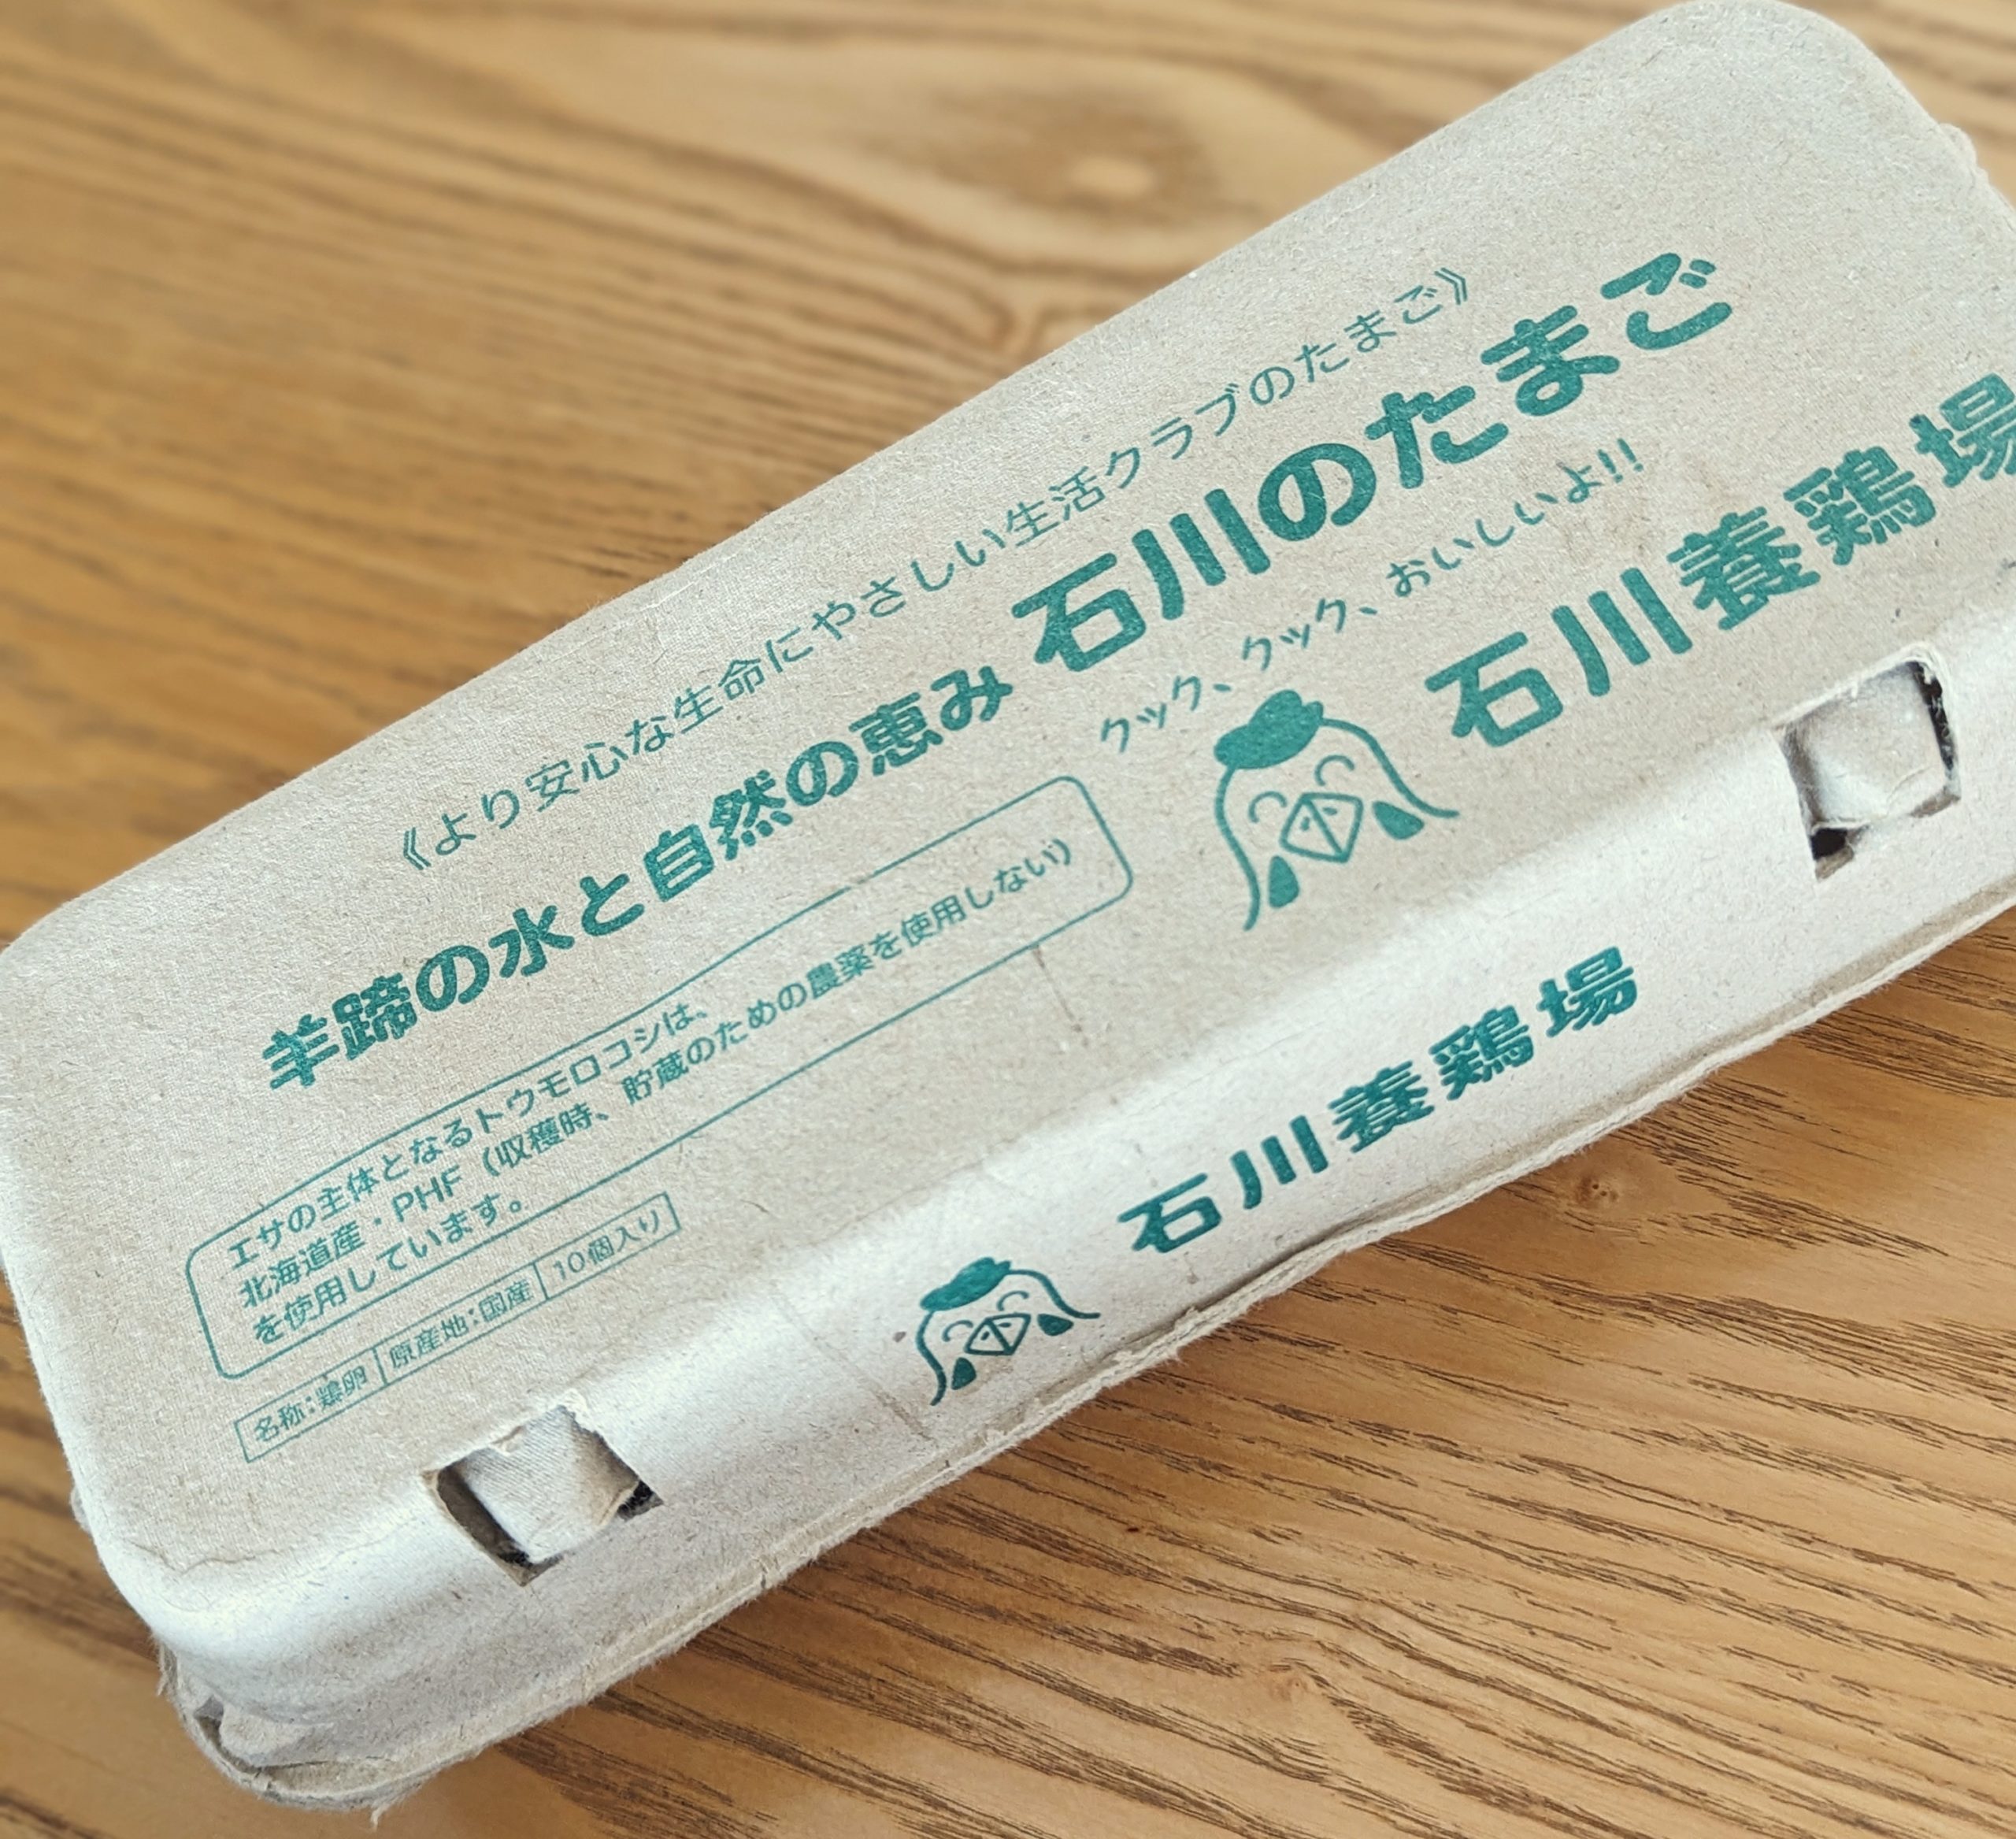 《より安心な生命にやさしい生活クラブのたまご》
羊蹄の水と自然の恵み 石川のたまご
クック、クック、おいしいよ!!
石川養鶏場
エサの主体となるトウモロコシは、
北海道産・PHF（収穫時、貯蔵のための農薬を使用しない）
を使用しています。
名称：鶏卵 原産地：国産 10個入り
石川養鶏場